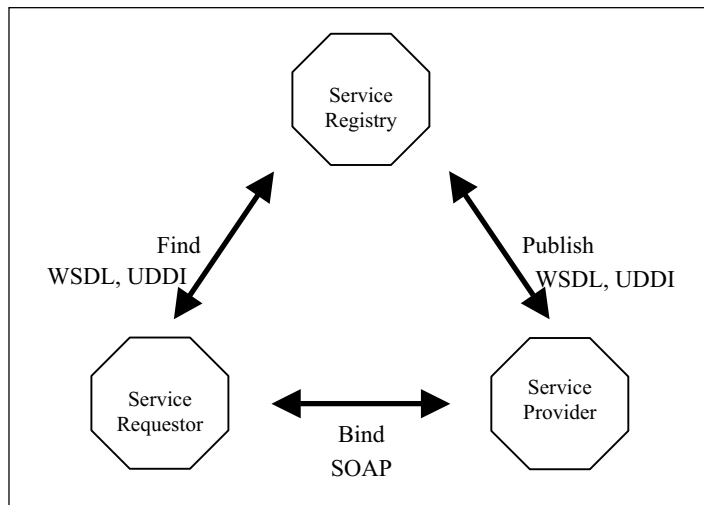 Service
Registry
Find
WSDL, UDDI
Publish
WSDL, UDDI
Service
Requestor
Service
Provider
Bind
SOAP